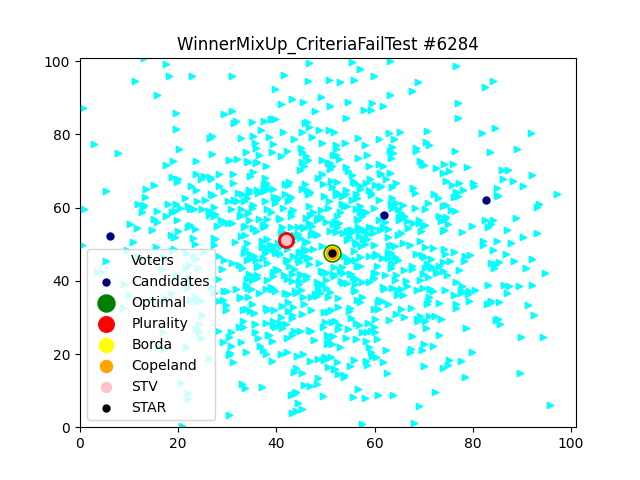 WinnerMixUp_CriteriaFailTest #6284
100
80
60
40
20
0
Voters
Candidates
Optimal
Plurality
Borda
Copeland
STV
STAR
0 20 40 60 80 100